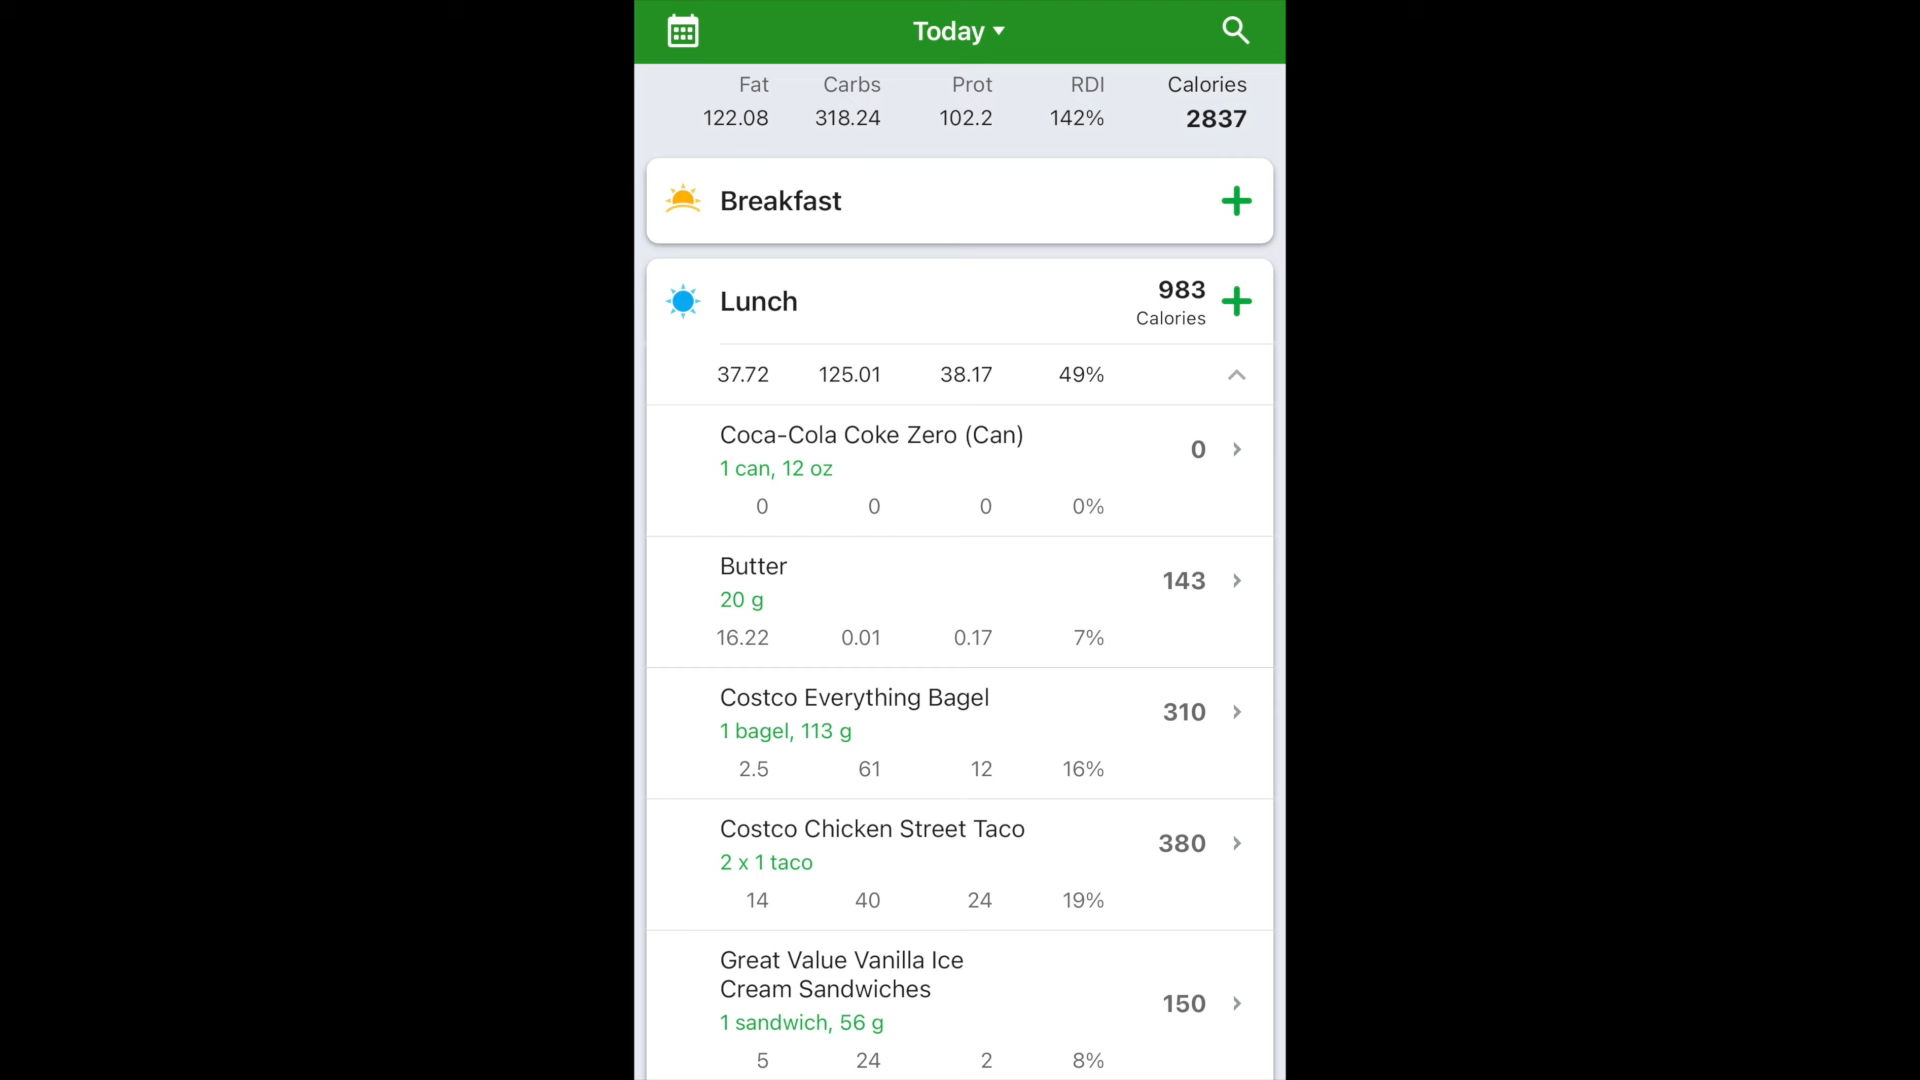 Today
Fat Carbs Prot RDI Calories
122.08 318.24 102.2 142% 2837
Breakfast
Lunch 983
Calories
37.72 125.01 38.17 49%
Coca-Cola Coke Zero (Can) 0
1 can, 12 oz
0 0 0 0%
Butter 143
20 g
16.22 0.01 0.17 7%
Costco Everything Bagel 310
1 bagel, 113 g
2.5 61 12 16%
Costco Chicken Street Taco 380
2 x 1 taco
14 40 24 19%
Great Value Vanilla Ice
Cream Sandwiches 150
1 sandwich, 56 g
5 24 2 8%